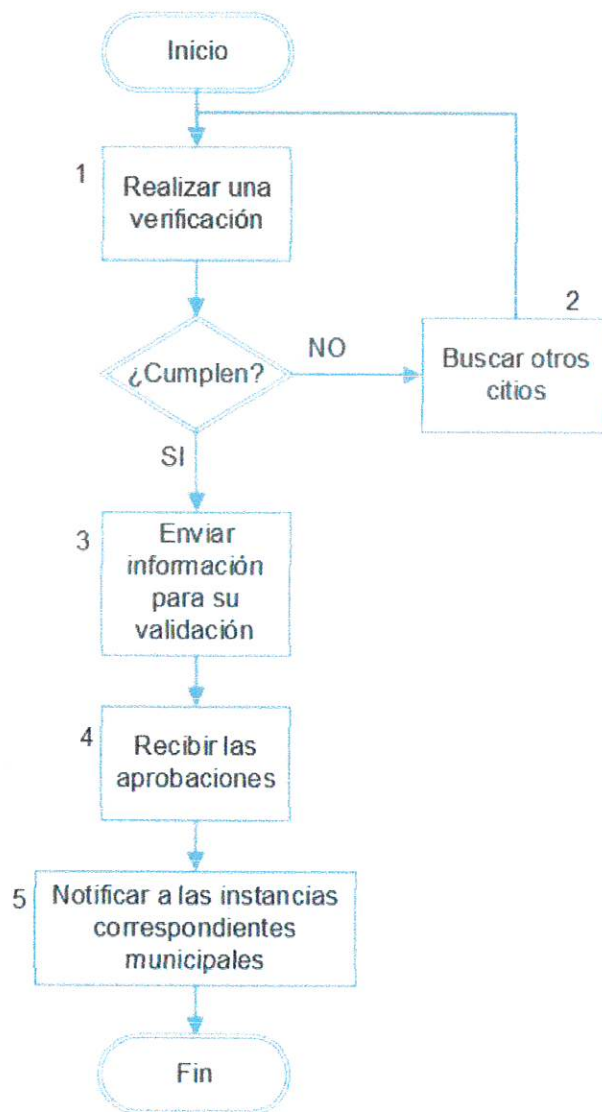 Inicio
1
Realizar una
verificación
¿Cumplen?
NO
2
Buscar otros
citios
SI
3
Enviar
información
para su
validación
4
Recibir las
aprobaciones
5
Notificar a las instancias
correspondientes
municipales
Fin